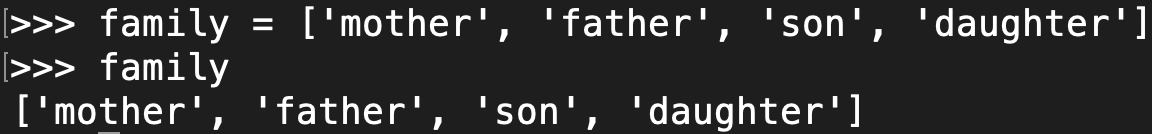 >>> family = ['mother', 'father', 'son', 'daughter']
>>> family
['mother', 'father', 'son', 'daughter']